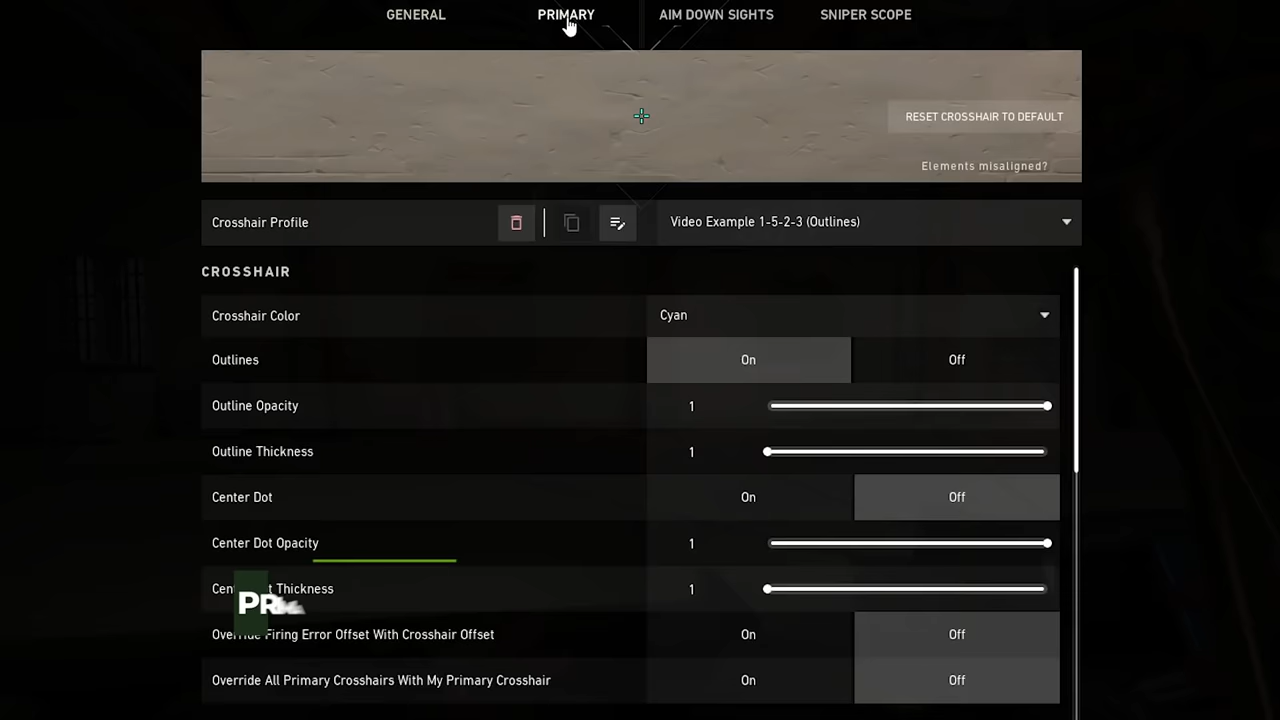 GENERAL PRIMARY AIM DOWN SIGHTS SNIPER SCOPE
RESET CROSSHAIR TO DEFAULT
Elements misaligned?
Crosshair Profile Video Example 1-5-2-3 (Outlines)
CROSSHAIR
Crosshair Color Cyan
Outlines On Off
Outline Opacity 1
Outline Thickness 1
Center Dot On Off
Center Dot Opacity 1
Thickness 1
PR
Override Firing Error Offset With Crosshair Offset On Off
Override All Primary Crosshairs With My Primary Crosshair On Off